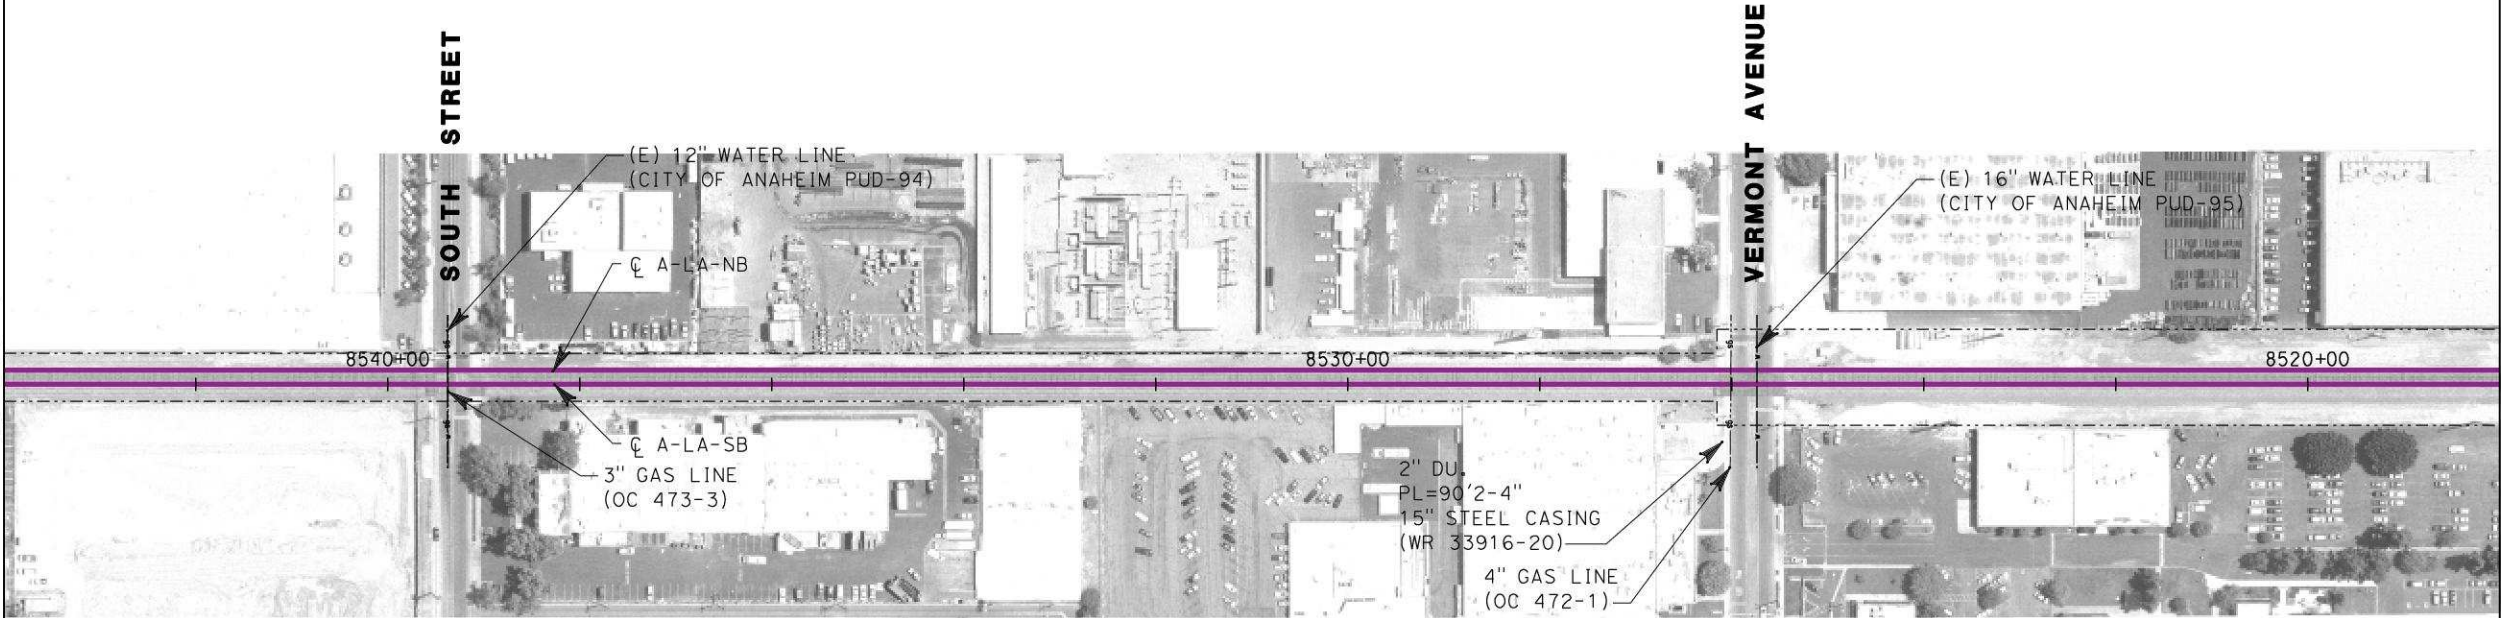 SOUTH STREET
VERMONT AVENUE
(E) 12" WATER LINE
(CITY OF ANAHEIM PUD-94)
(E) 16" WATER LINE
(CITY OF ANAHEIM PUD-95)
℄ A-LA-NB
8540+00
8530+00
8520+00
℄ A-LA-SB
3" GAS LINE
(OC 473-3)
2" DU.
PL=90'2-4"
15" STEEL CASING
(WR 33916-20)
4" GAS LINE
(OC 472-1)